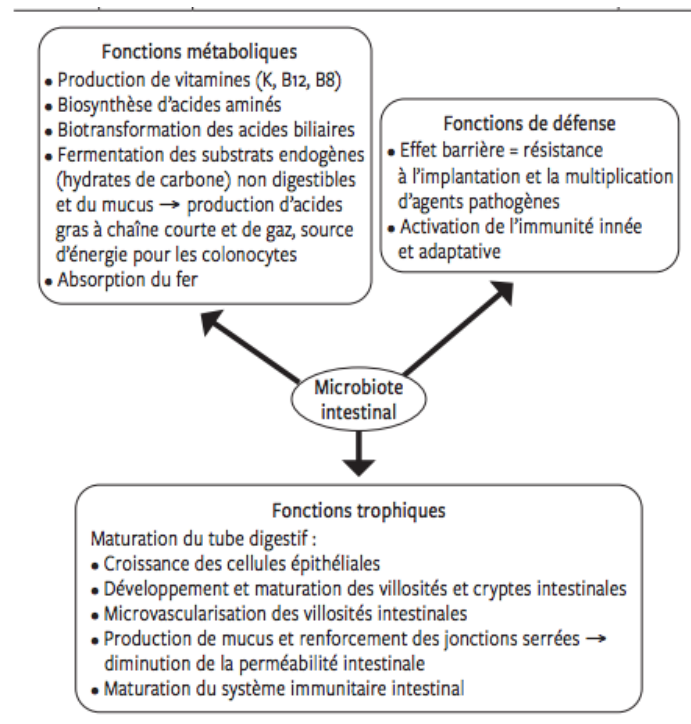 Fonctions métaboliques
• Production de vitamines (K, B12, B8)
• Biosynthèse d'acides aminés
• Biotransformation des acides biliaires
• Fermentation des substrats endogènes
(hydrates de carbone) non digestibles
et du mucus → production d'acides
gras à chaîne courte et de gaz, source
d'énergie pour les colonocytes
• Absorption du fer
Fonctions de défense
• Effet barrière = résistance
à l'implantation et la multiplication
d'agents pathogènes
• Activation de l'immunité innée
et adaptative
Microbiote
intestinal
Fonctions trophiques
Maturation du tube digestif :
• Croissance des cellules épithéliales
• Développement et maturation des villosités et cryptes intestinales
• Microvascularisation des villosités intestinales
• Production de mucus et renforcement des jonctions serrées →
diminution de la perméabilité intestinale
• Maturation du système immunitaire intestinal